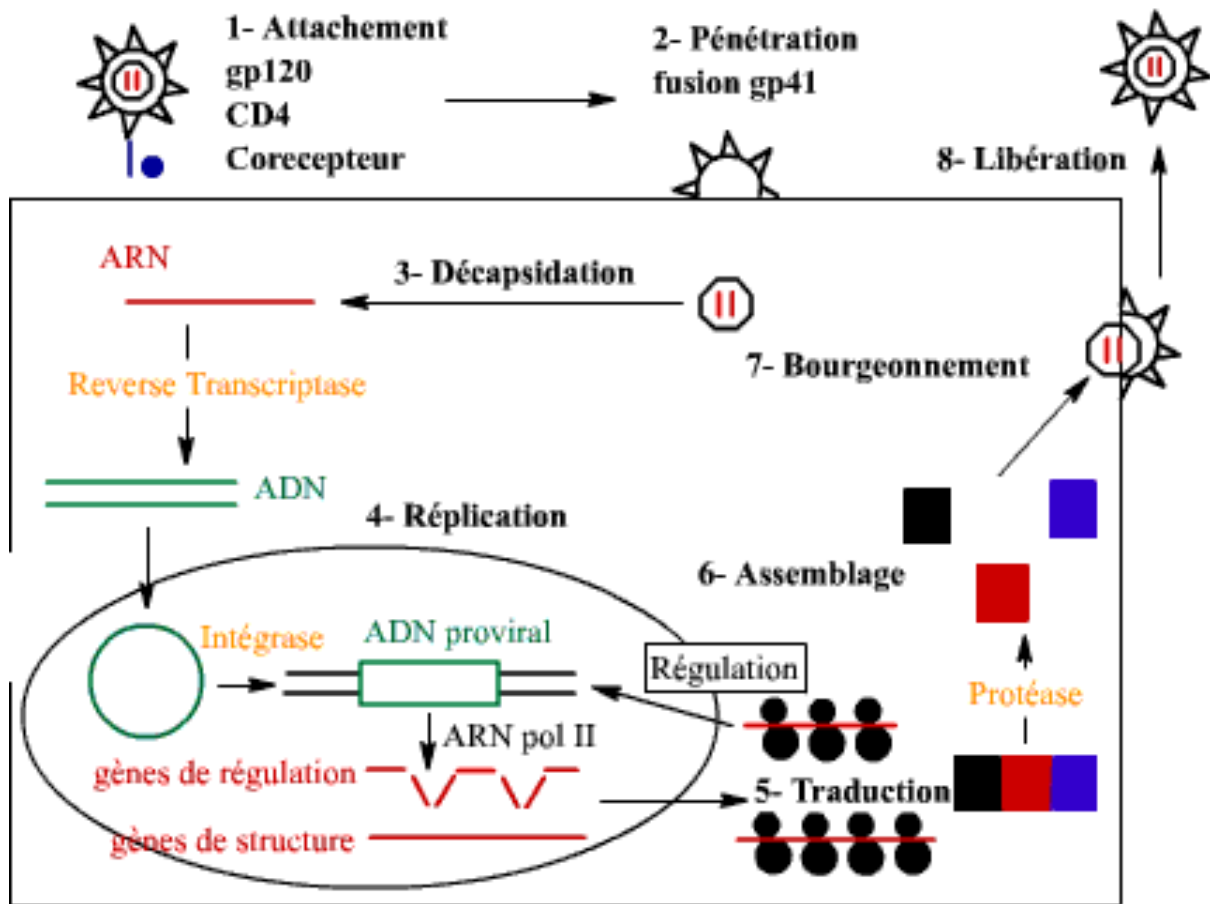 1- Attachement
gp120
CD4
Corecepteur
2- Pénétration
fusion gp41
8- Libération
ARN
3- Décapsidation
7- Bourgeonnement
Reverse Transcriptase
ADN
4- Réplication
6- Assemblage
Intégrase
ADN proviral
Régulation
Protéase
ARN pol II
gènes de régulation
5- Traduction
gènes de structure